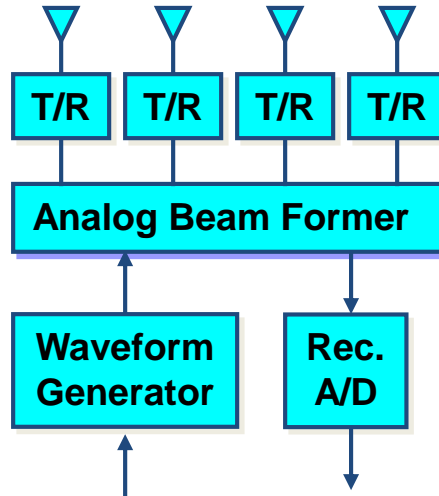 T/R T/R T/R T/R
Analog Beam Former
Waveform
Generator
Rec.
A/D